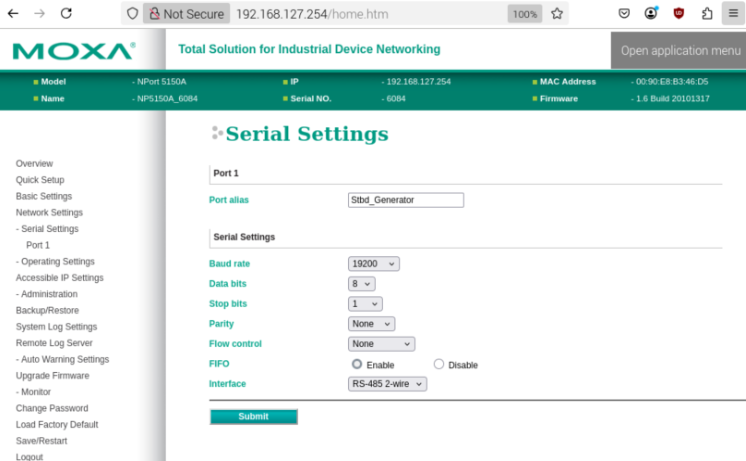 Not Secure 192.168.127.254/home.htm 100%
MOXA® Total Solution for Industrial Device Networking Open application menu
Model - NPort 5150A IP - 192.168.127.254 MAC Address - 00:90:E8:B3:46:D5
Name - NP5150A_6084 Serial NO. - 6084 Firmware - 1.6 Build 20101317
Overview
Quick Setup
Basic Settings
Network Settings
- Serial Settings
Port 1
- Operating Settings
Accessible IP Settings
- Administration
Backup/Restore
System Log Settings
Remote Log Server
- Auto Warning Settings
Upgrade Firmware
- Monitor
Change Password
Load Factory Default
Save/Restart
Logout
Serial Settings
Port 1
Port alias Stbd_Generator
Serial Settings
Baud rate 19200
Data bits 8
Stop bits 1
Parity None
Flow control None
FIFO Enable Disable
Interface RS-485 2-wire
Submit